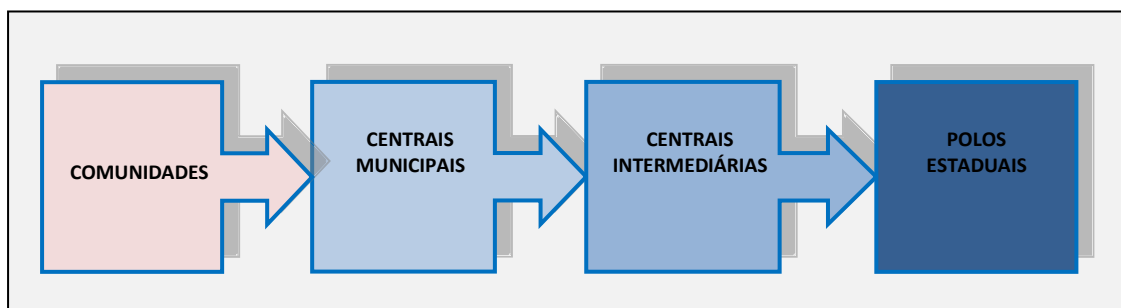 COMUNIDADES
CENTRAIS
MUNICIPAIS
CENTRAIS
INTERMEDIÁRIAS
POLOS
ESTADUAIS